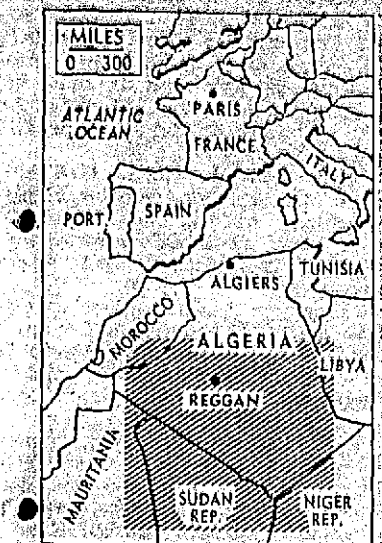 MILES
0 300
PARIS
ATLANTIC
OCEAN
FRANCE
ITALY
PORT.
SPAIN
ALGIERS
TUNISIA
MOROCCO
ALGERIA
LIBYA
REGGAN
MAURITANIA
SUDAN
REP.
NIGER
REP.